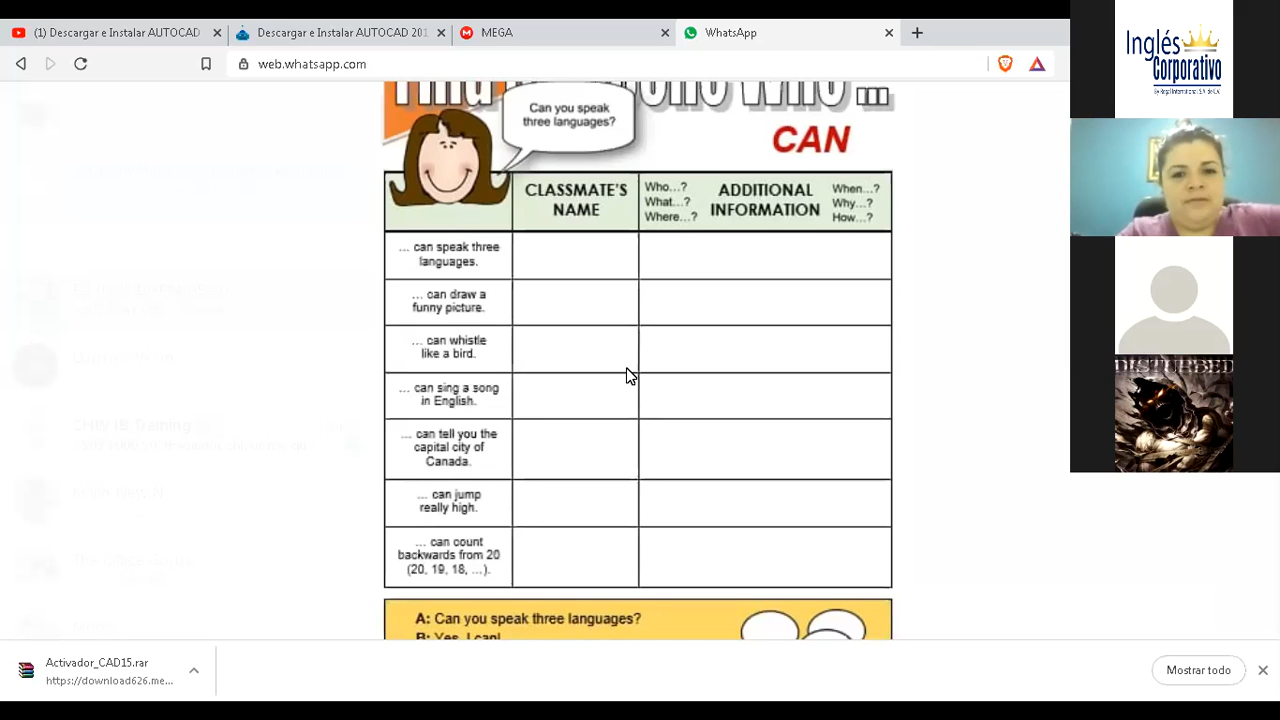 (1) Descargar e Instalar AUTOCAD
Descargar e Instalar AUTOCAD 201
MEGA
WhatsApp
web.whatsapp.com
Inglés
Corporativo
Can you speak
three languages?
CAN
CLASSMATE'S
NAME
Who...?
What...?
Where...?
ADDITIONAL
INFORMATION
When...?
Why...?
How...?
... can speak three
languages.
... can draw a
funny picture.
... can whistle
like a bird.
... can sing a song
in English.
... can tell you the
capital city of
Canada.
... can jump
really high.
... can count
backwards from 20
(20, 19, 18, ...).
A: Can you speak three languages?
B: Yes, I can!
DISTURBED
Activador_CAD15.rar
https://download626.me...
Mostrar todo